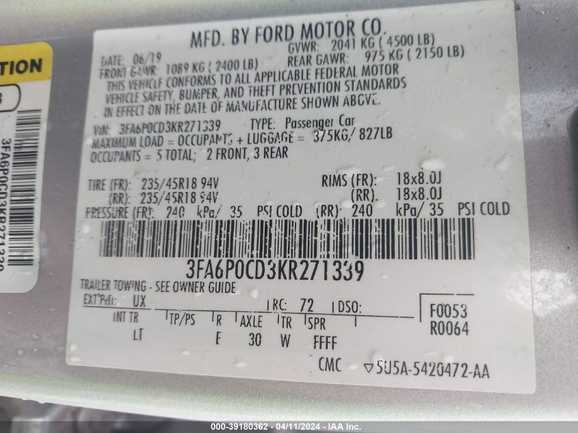 MFD. BY FORD MOTOR CO.
DATE: 06/19 GVWR: 2041 KG ( 4500 LB)
FRONT GAWR: 1089 KG ( 2400 LB) REAR GAWR: 975 KG ( 2150 LB)
THIS VEHICLE CONFORMS TO ALL APPLICABLE FEDERAL MOTOR
VEHICLE SAFETY, BUMPER, AND THEFT PREVENTION STANDARDS
IN EFFECT ON THE DATE OF MANUFACTURE SHOWN ABOVE.
VIN: 3FA6P0CD3KR271339 TYPE: Passenger Car
MAXIMUM LOAD = OCCUPANTS + LUGGAGE = 375KG/ 827LB
OCCUPANTS = 5 TOTAL; 2 FRONT, 3 REAR
TIRE (FR): 235/45R18 94V RIMS (FR): 18x8.0J
(RR): 235/45R18 94V (RR): 18x8.0J
PRESSURE (FR): 240 kPa/ 35 PSI COLD (RR): 240 kPa/ 35 PSI COLD
3FA6P0CD3KR271339
TRAILER TOWING - SEE OWNER GUIDE
EXT PNT: UX RC: 72 DSO: F0053
INT TR TP/PS R AXLE TR SPR R0064
LT E 30 W FFFF
CMC 5U5A-5420472-AA
TION
3FA6P0CD3KR271339
000-39180362 - 04/11/2024 - IAA Inc.